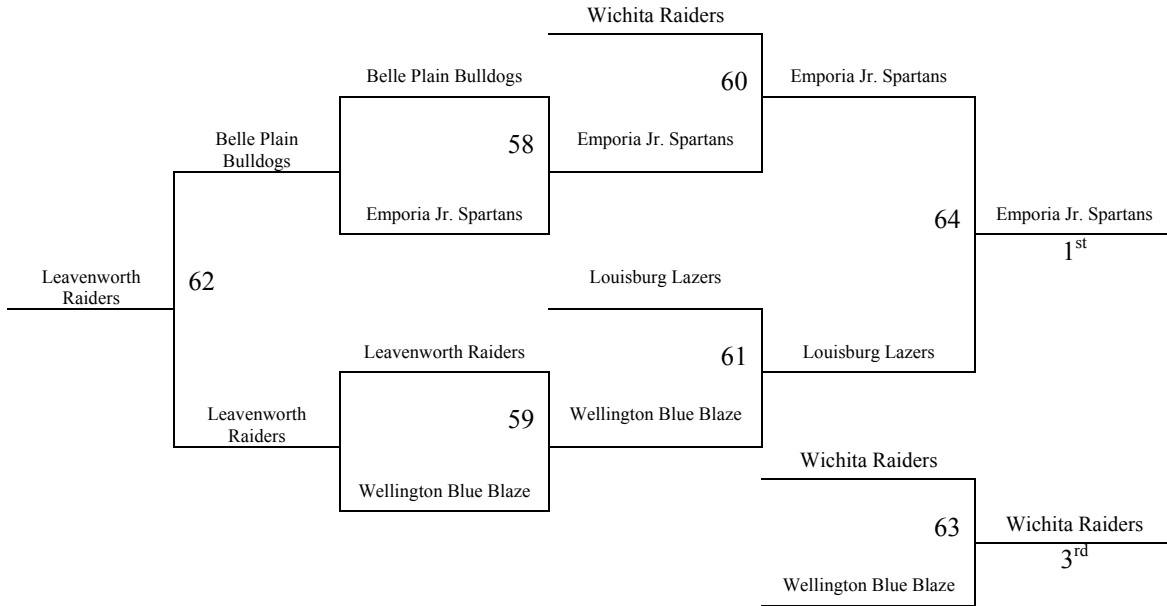 Wichita Raiders
Belle Plain Bulldogs
60
Emporia Jr. Spartans
Belle Plain
Bulldogs
58
Emporia Jr. Spartans
Emporia Jr. Spartans
64
Emporia Jr. Spartans
1st
Leavenworth
Raiders
62
Louisburg Lazers
Leavenworth Raiders
61
Louisburg Lazers
Leavenworth
Raiders
59
Wellington Blue Blaze
Wichita Raiders
Wellington Blue Blaze
63
Wichita Raiders
3rd
Wellington Blue Blaze